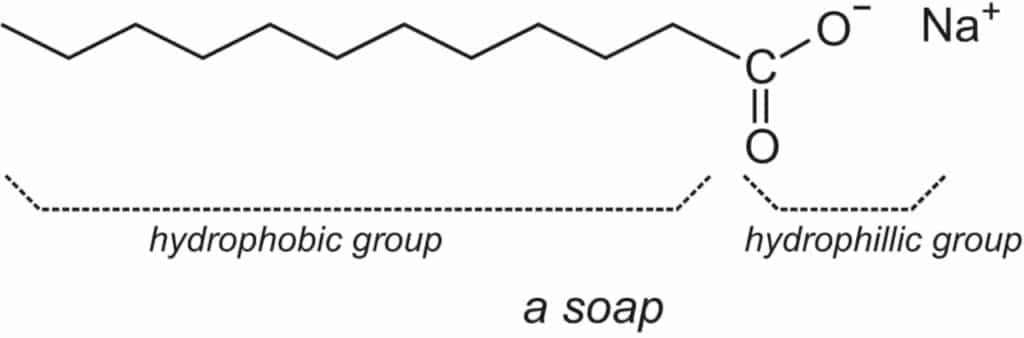 O⁻ Na⁺
C
O
hydrophobic group hydrophillic group
a soap